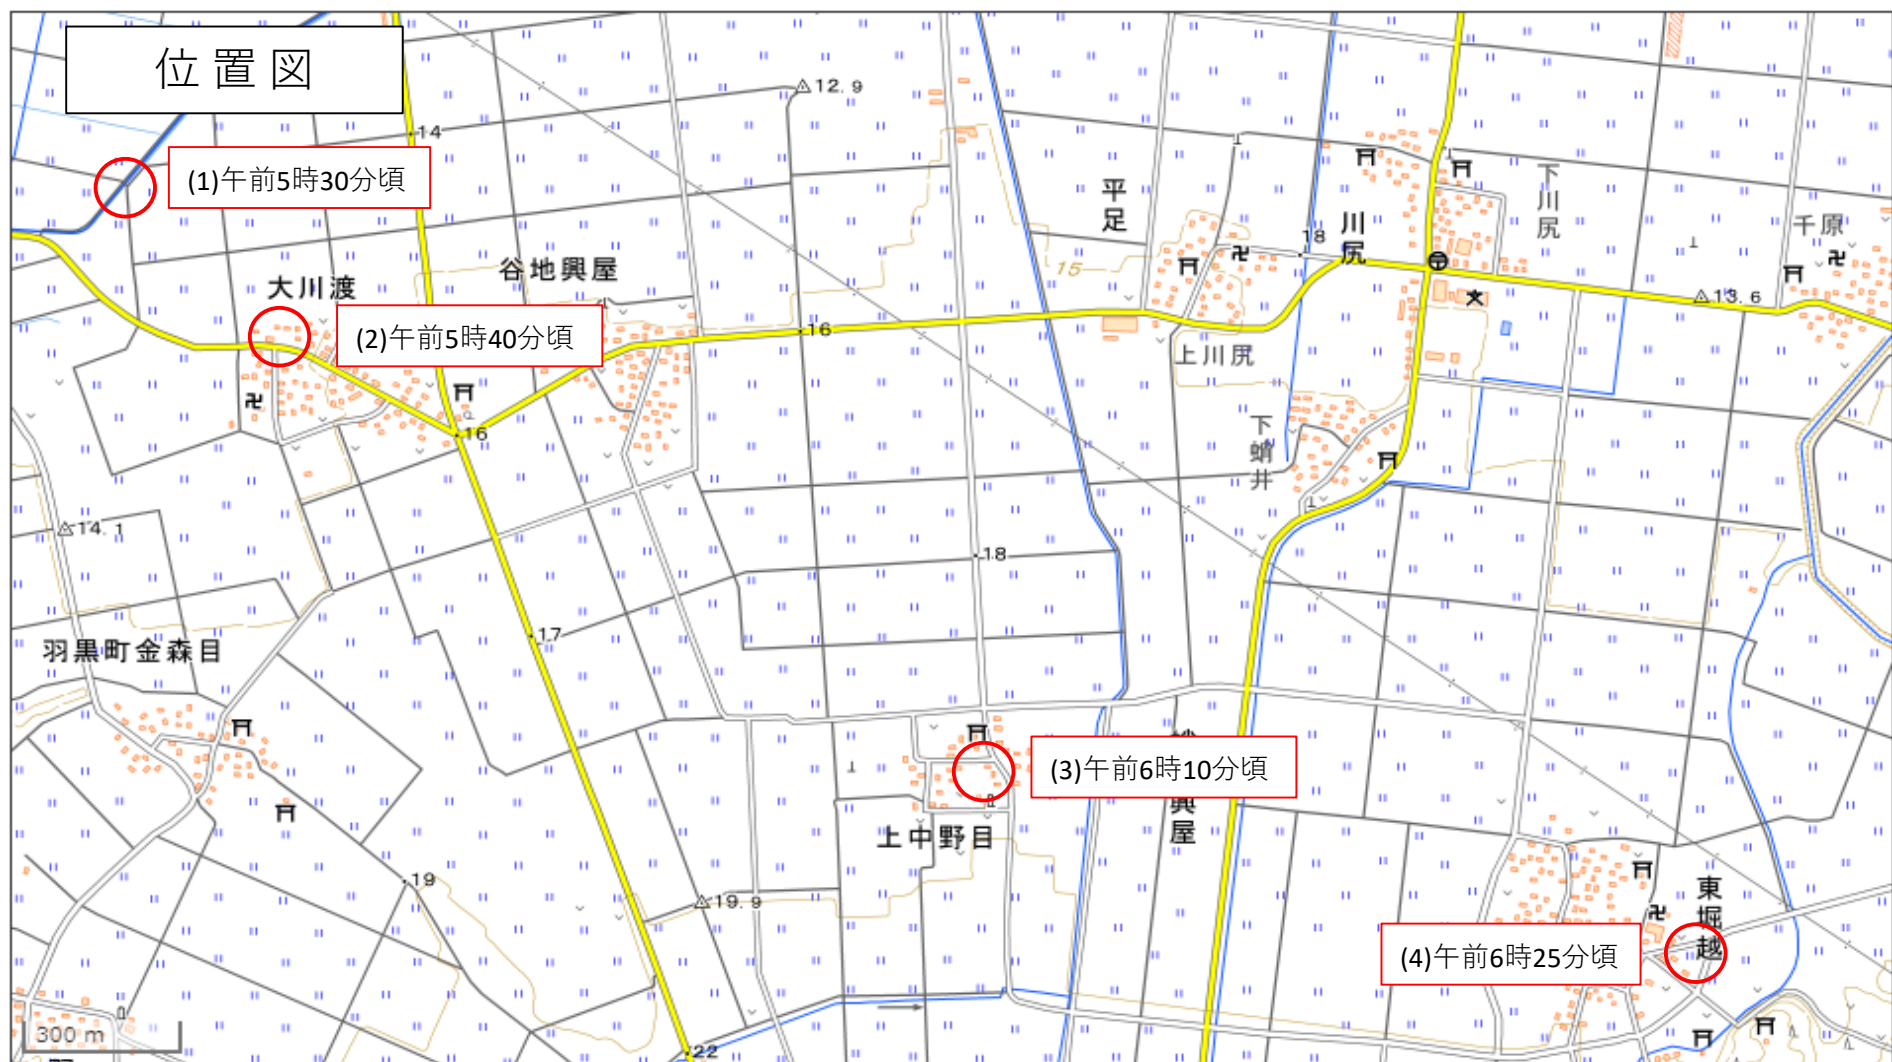 位置図
12.9
14
(1)午前5時30分頃
平足
川尻
下川尻
千原
18
15
谷地興屋
大川渡
13.6
(2)午前5時40分頃
16
上川尻
下蛸井
16
14.1
18
17
羽黒町金森目
(3)午前6時10分頃
興屋
上中野目
19
19.9
東堀越
(4)午前6時25分頃
300 m
22